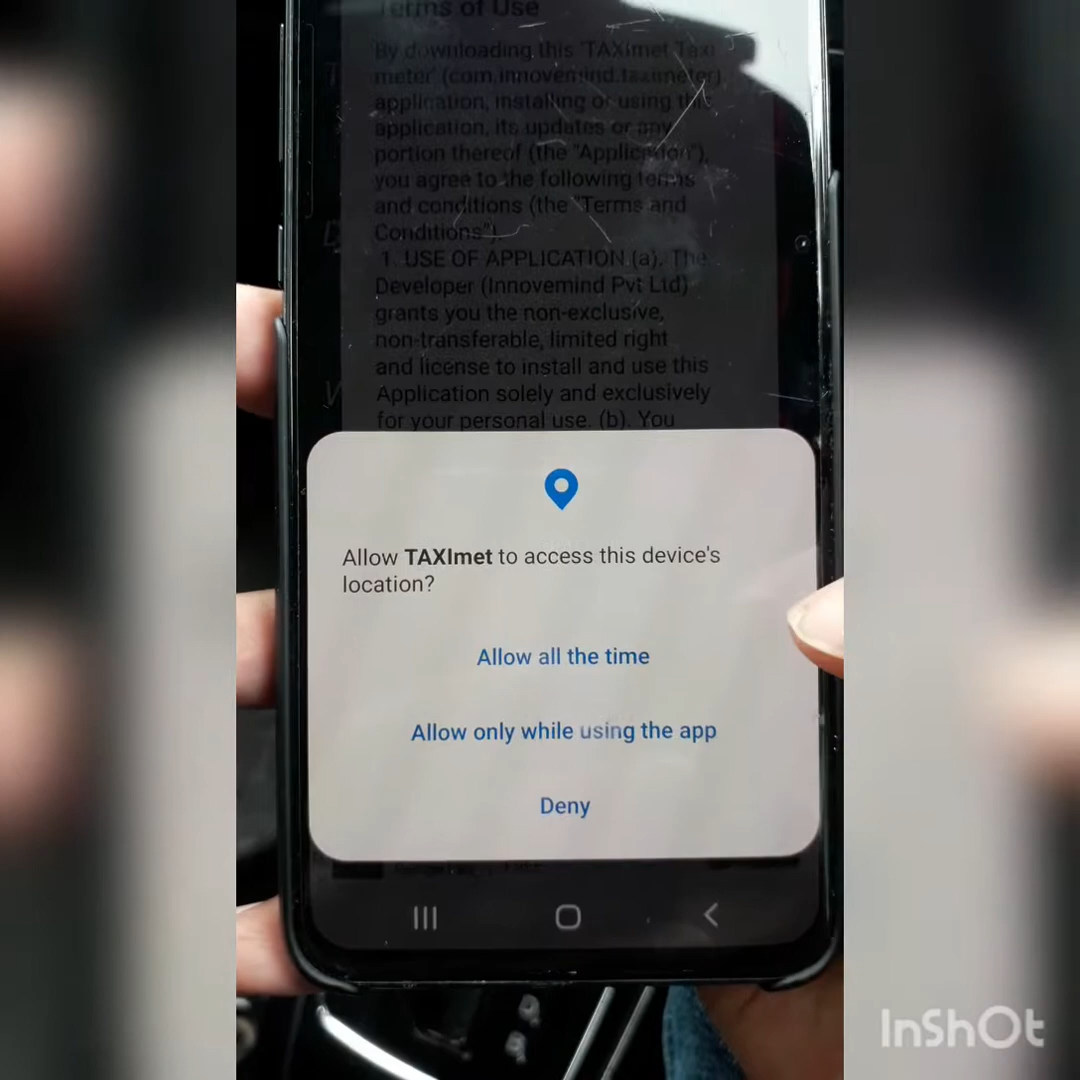 Terms of Use
By downloading this 'TAXImet Taxi
meter' (com.innovemind.taximeter)
application, installing or using this
application, its updates or any
portion thereof (the "Application"),
you agree to the following terms
and conditions (the "Terms and
Conditions").
1. USE OF APPLICATION (a). The
Developer (Innovemind Pvt Ltd)
grants you the non-exclusive,
non-transferable, limited right
and license to install and use this
Application solely and exclusively
for your personal use. (b). You
Allow TAXImet to access this device's
location?
Allow all the time
Allow only while using the app
Deny
InShOt